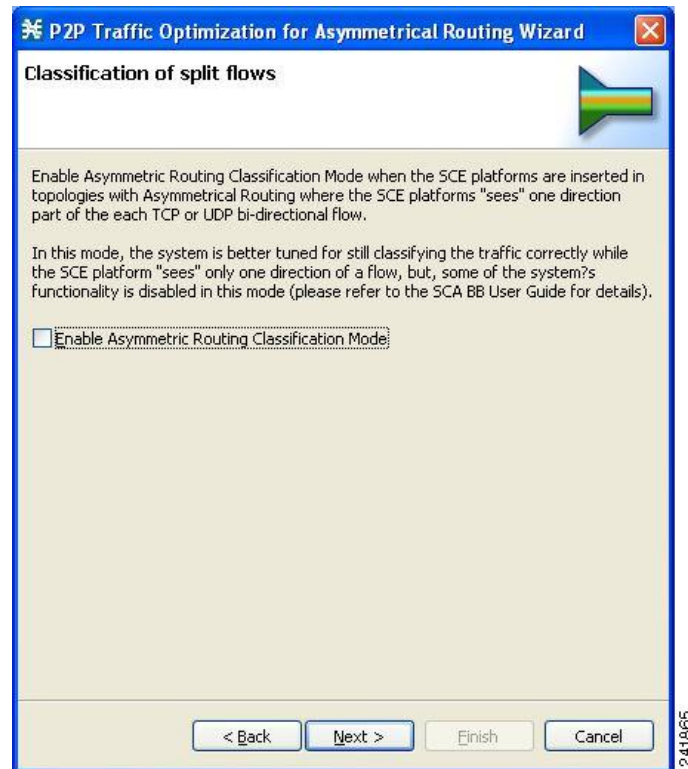 P2P Traffic Optimization for Asymmetrical Routing Wizard
Classification of split flows
Enable Asymmetric Routing Classification Mode when the SCE platforms are inserted in
topologies with Asymmetrical Routing where the SCE platforms "sees" one direction
part of the each TCP or UDP bi-directional flow.
In this mode, the system is better tuned for still classifying the traffic correctly while
the SCE platform "sees" only one direction of a flow, but, some of the system?s
functionality is disabled in this mode (please refer to the SCA BB User Guide for details).
Enable Asymmetric Routing Classification Mode
< Back Next > Finish Cancel
241865